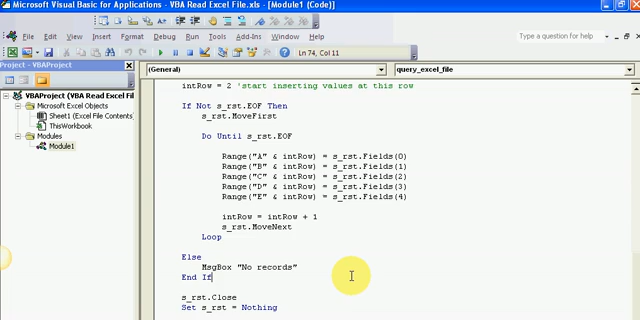 Microsoft Visual Basic for Applications - VBA Read Excel File.xls - [Module1 (Code)]
File Edit View Insert Format Debug Run Tools Add-Ins Window Help
Type a question for help
Ln 74, Col 11
Project - VBAProject
(General)
query_excel_file
VBAProject (VBA Read Excel Fil
Microsoft Excel Objects
Sheet1 (Excel File Contents)
ThisWorkbook
Modules
Module1
intRow = 2 'start inserting values at this row
If Not s_rst.EOF Then
s_rst.MoveFirst
Do Until s_rst.EOF
Range("A" & intRow) = s_rst.Fields(0)
Range("B" & intRow) = s_rst.Fields(1)
Range("C" & intRow) = s_rst.Fields(2)
Range("D" & intRow) = s_rst.Fields(3)
Range("E" & intRow) = s_rst.Fields(4)
intRow = intRow + 1
s_rst.MoveNext
Loop
Else
MsgBox "No records"
End If
s_rst.Close
Set s_rst = Nothing